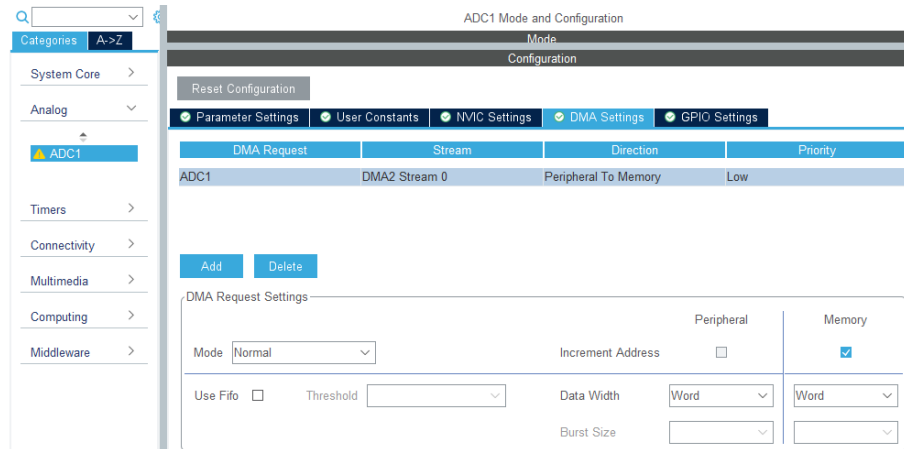 ADC1 Mode and Configuration
Categories A->Z
Mode
System Core
Configuration
Reset Configuration
Analog
Parameter Settings User Constants NVIC Settings DMA Settings GPIO Settings
ADC1
DMA Request Stream Direction Priority
ADC1 DMA2 Stream 0 Peripheral To Memory Low
Timers
Connectivity
Add Delete
Multimedia
DMA Request Settings
Computing
Peripheral Memory
Middleware
Mode Normal Increment Address
Use Fifo Threshold Data Width Word Word
Burst Size